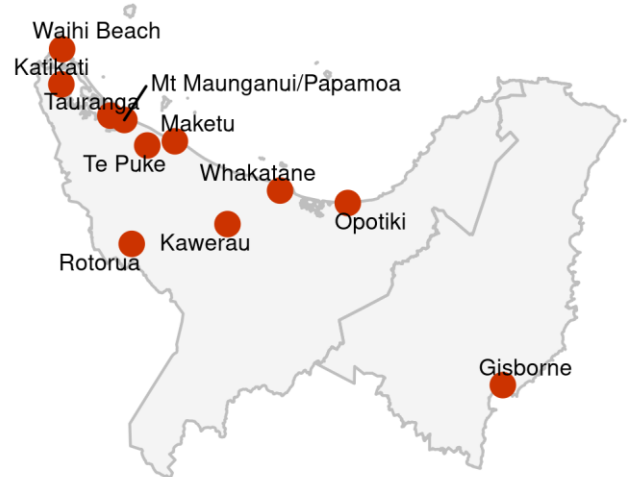 Waihi Beach
Katikati
Mt Maunganui/Papamoa
Tauranga
Maketu
Te Puke
Whakatane
Opotiki
Kawerau
Rotorua
Gisborne